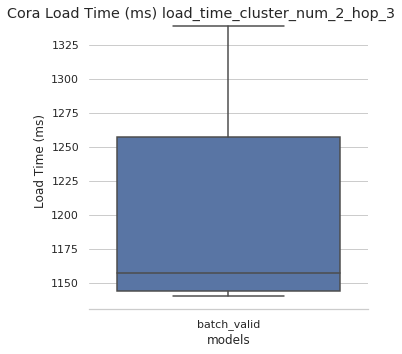 Cora Load Time (ms) load_time_cluster_num_2_hop_3
1325
1300
1275
1250
1225
1200
1175
1150
Load Time (ms)
batch_valid
models